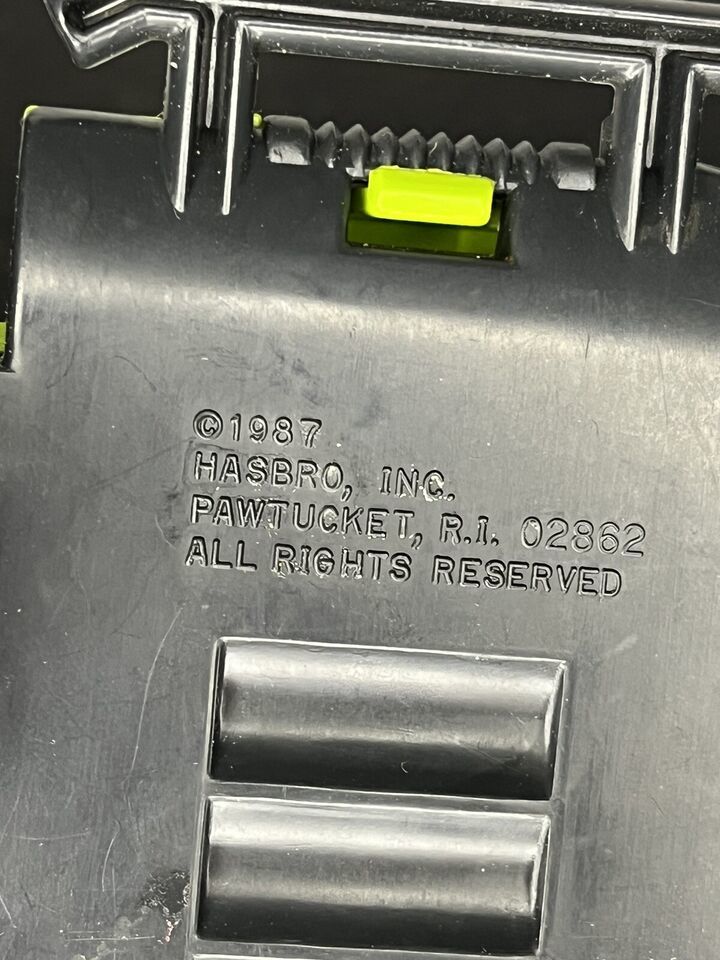 ©1987
HASBRO, INC.
PAWTUCKET, R.I. 02862
ALL RIGHTS RESERVED